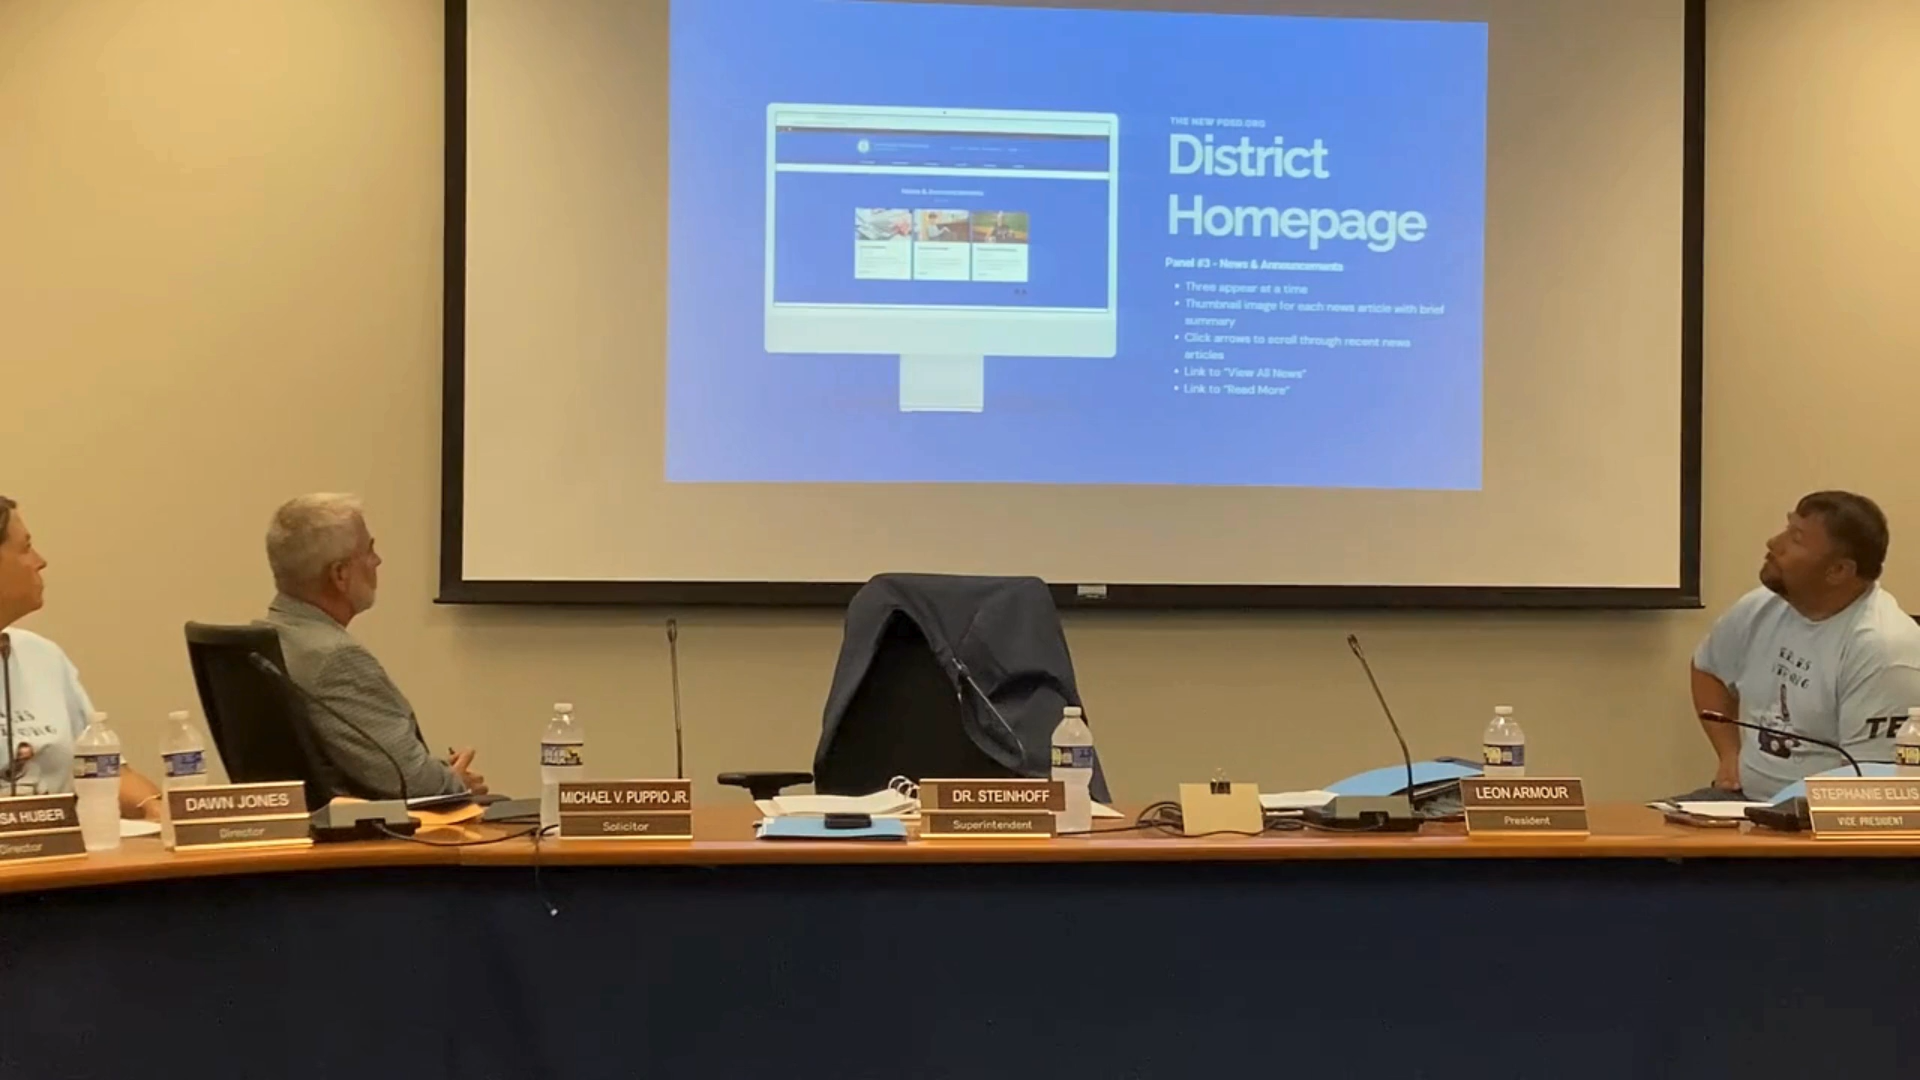 THE NEW PDSD.ORG
District
Homepage
Panel #3 - News & Announcements
• Three appear at a time
• Thumbnail image for each news article with brief
summary
• Click arrows to scroll through recent news
articles
• Link to "View All News"
• Link to "Read More"
News & Announcements
SA HUBER
Director
DAWN JONES
Director
MICHAEL V. PUPPIO JR.
Solicitor
DR. STEINHOFF
Superintendent
LEON ARMOUR
President
STEPHANIE ELLIS
VICE PRESIDENT
TE